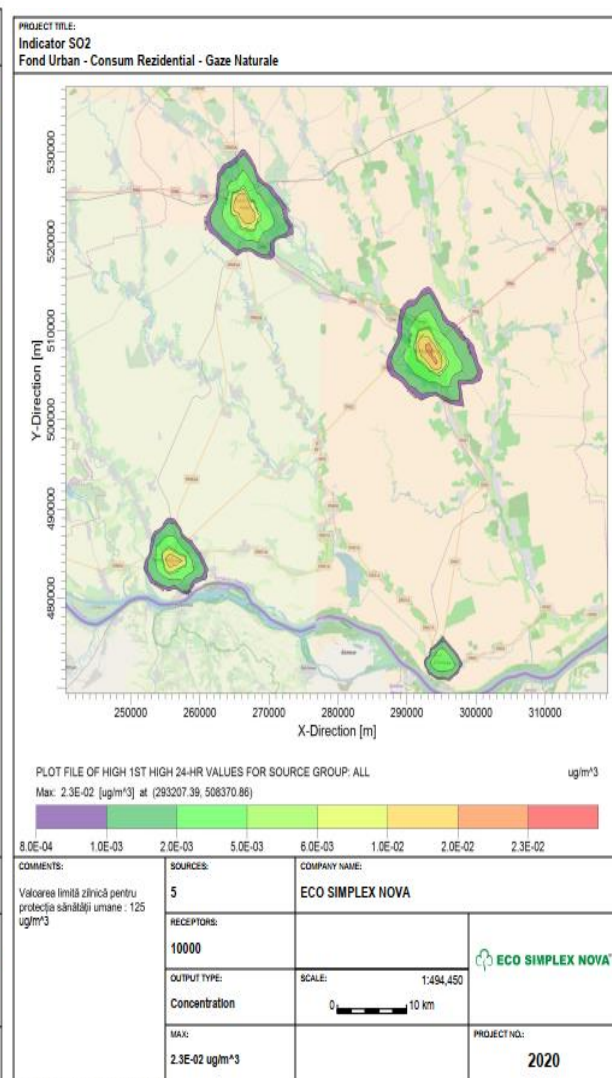 PROJECT TITLE:
Indicator SO2
Fond Urban - Consum Rezidential - Gaze Naturale
Y-Direction [m]
530000
520000
510000
500000
490000
480000
250000 260000 270000 280000 290000 300000 310000
X-Direction [m]
PLOT FILE OF HIGH 1ST HIGH 24-HR VALUES FOR SOURCE GROUP: ALL ug/m^3
Max: 2.3E-02 [ug/m^3] at (293207.39, 508370.86)
8.0E-04 1.0E-03 2.0E-03 5.0E-03 6.0E-03 1.0E-02 2.0E-02 2.3E-02
COMMENTS:
Valoarea limită zilnică pentru
protecția sănătății umane : 125
ug/m^3
SOURCES:
5
COMPANY NAME:
ECO SIMPLEX NOVA
RECEPTORS:
10000
OUTPUT TYPE:
Concentration
SCALE: 1:494,450
0 10 km
ECO SIMPLEX NOVA
MAX:
2.3E-02 ug/m^3
PROJECT NO.:
2020